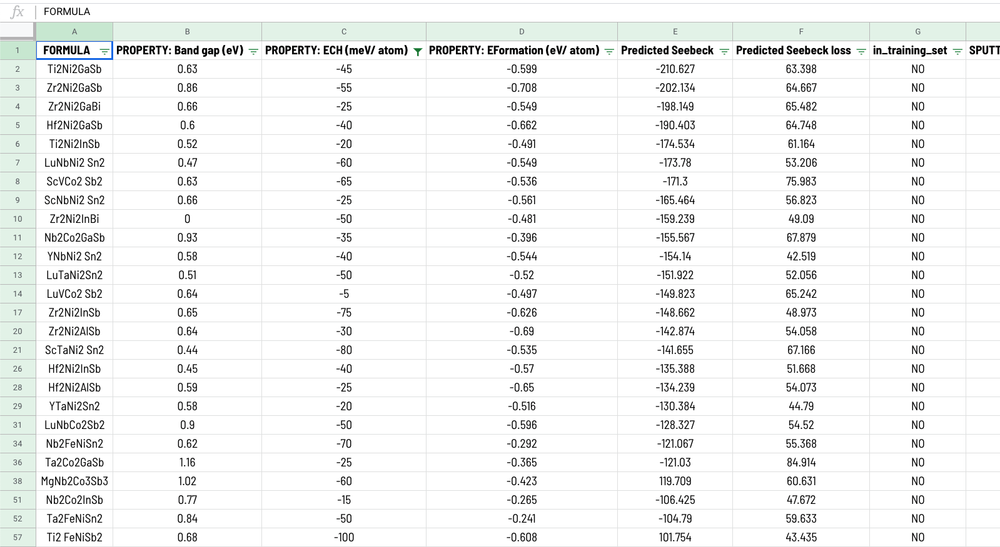 fx FORMULA
A B C D E F G
1 FORMULA PROPERTY: Band gap (eV) PROPERTY: ECH (meV/ atom) PROPERTY: EFormation (eV/ atom) Predicted Seebeck Predicted Seebeck loss in_training_set SPUTT
2 Ti2Ni2GaSb 0.63 -45 -0.599 -210.627 63.398 NO
3 Zr2Ni2GaSb 0.86 -55 -0.708 -202.134 64.667 NO
4 Zr2Ni2GaBi 0.66 -25 -0.549 -198.149 65.482 NO
5 Hf2Ni2GaSb 0.6 -40 -0.662 -190.403 64.748 NO
6 Ti2Ni2InSb 0.52 -20 -0.491 -174.534 61.164 NO
7 LuNbNi2 Sn2 0.47 -60 -0.549 -173.78 53.206 NO
8 ScVCo2 Sb2 0.63 -65 -0.536 -171.3 75.983 NO
9 ScNbNi2 Sn2 0.66 -25 -0.561 -165.464 56.823 NO
10 Zr2Ni2InBi 0 -50 -0.481 -159.239 49.09 NO
11 Nb2Co2GaSb 0.93 -35 -0.396 -155.567 67.879 NO
12 YNbNi2 Sn2 0.58 -40 -0.544 -154.14 42.519 NO
13 LuTaNi2Sn2 0.51 -50 -0.52 -151.922 52.056 NO
14 LuVCo2 Sb2 0.64 -5 -0.497 -149.823 65.242 NO
17 Zr2Ni2InSb 0.65 -75 -0.626 -148.662 48.973 NO
20 Zr2Ni2AlSb 0.64 -30 -0.69 -142.874 54.058 NO
21 ScTaNi2 Sn2 0.44 -80 -0.535 -141.655 67.166 NO
26 Hf2Ni2InSb 0.45 -40 -0.57 -135.388 51.668 NO
28 Hf2Ni2AlSb 0.59 -25 -0.65 -134.239 54.073 NO
29 YTaNi2Sn2 0.58 -20 -0.516 -130.384 44.79 NO
31 LuNbCo2Sb2 0.9 -50 -0.596 -128.327 54.52 NO
34 Nb2FeNiSn2 0.62 -70 -0.292 -121.067 55.368 NO
36 Ta2Co2GaSb 1.16 -25 -0.365 -121.03 84.914 NO
38 MgNb2Co3Sb3 1.02 -60 -0.423 119.709 60.631 NO
51 Nb2Co2InSb 0.77 -15 -0.265 -106.425 47.672 NO
52 Ta2FeNiSn2 0.84 -50 -0.241 -104.79 59.633 NO
57 Ti2 FeNiSb2 0.68 -100 -0.608 101.754 43.435 NO